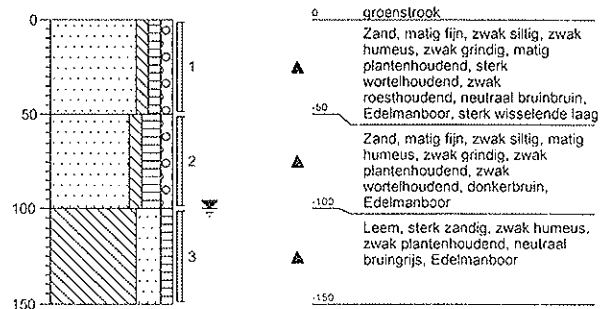 0
50
100
150
1
2
3
0 groenstrook
Zand, matig fijn, zwak siltig, zwak
humeus, zwak grindig, matig
plantenhoudend, sterk
wortelhoudend, zwak
roesthoudend, neutraal bruinbruin,
Edelmanboor, sterk wisselende laag
-50
Zand, matig fijn, zwak siltig, matig
humeus, zwak grindig, zwak
plantenhoudend, zwak
wortelhoudend, donkerbruin,
Edelmanboor
-100
Leem, sterk zandig, zwak humeus,
zwak plantenhoudend, neutraal
bruingrijs, Edelmanboor
-150